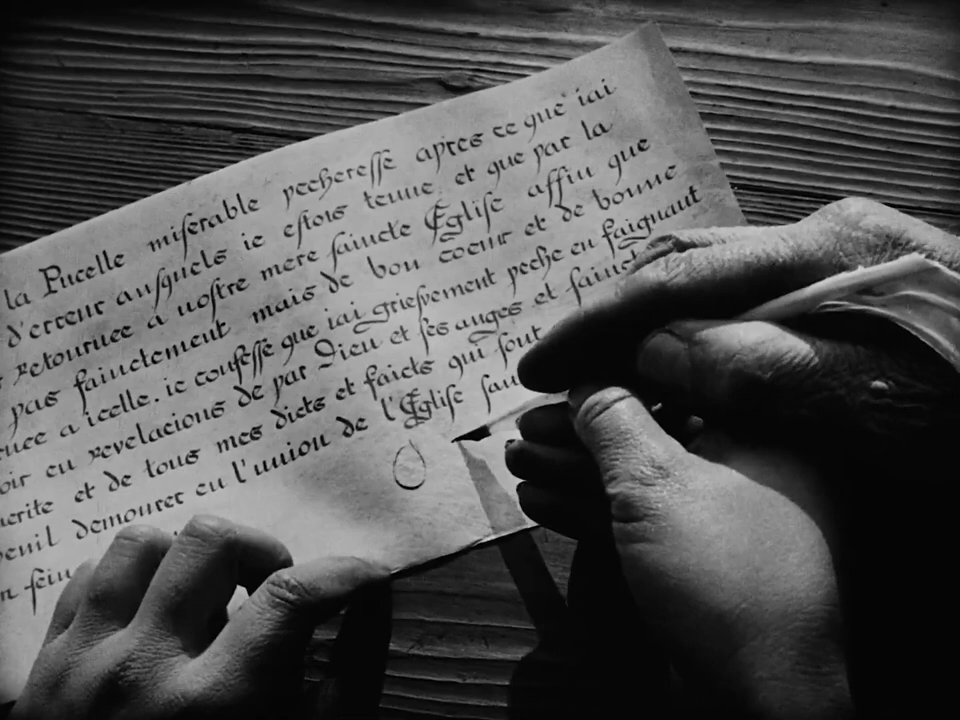 la Pucelle miserable pecheresse apres ce que iai
d'erreur ausquels ie estois tenue et que par la
retournee a nostre mere saincte Eglise affin que
pas fainctement mais de bon coeur et de bonne
a icelle. ie confesse que iai griefvement peche en faignant
en revelacions de par Dieu et ses anges et
et de tous mes dicts et faicts qui sont
demourer en l'union de l'Eglise